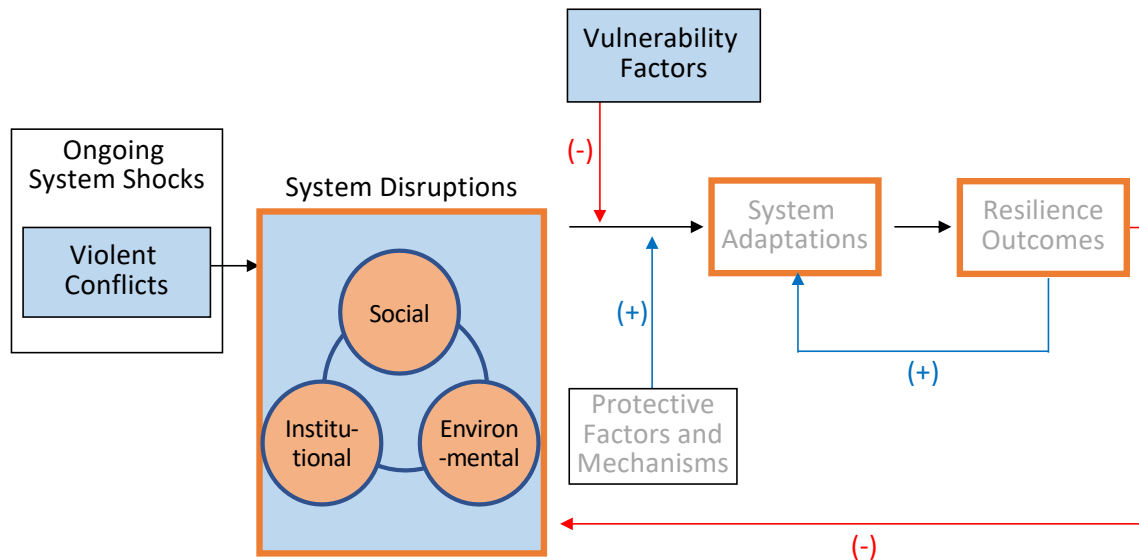 Vulnerability
Factors
(-)
Ongoing
System Shocks
Violent
Conflicts
System Disruptions
Social
Institu-
tional
Environ
-mental
System
Adaptations
Resilience
Outcomes
(+)
(+)
Protective
Factors and
Mechanisms
(-)